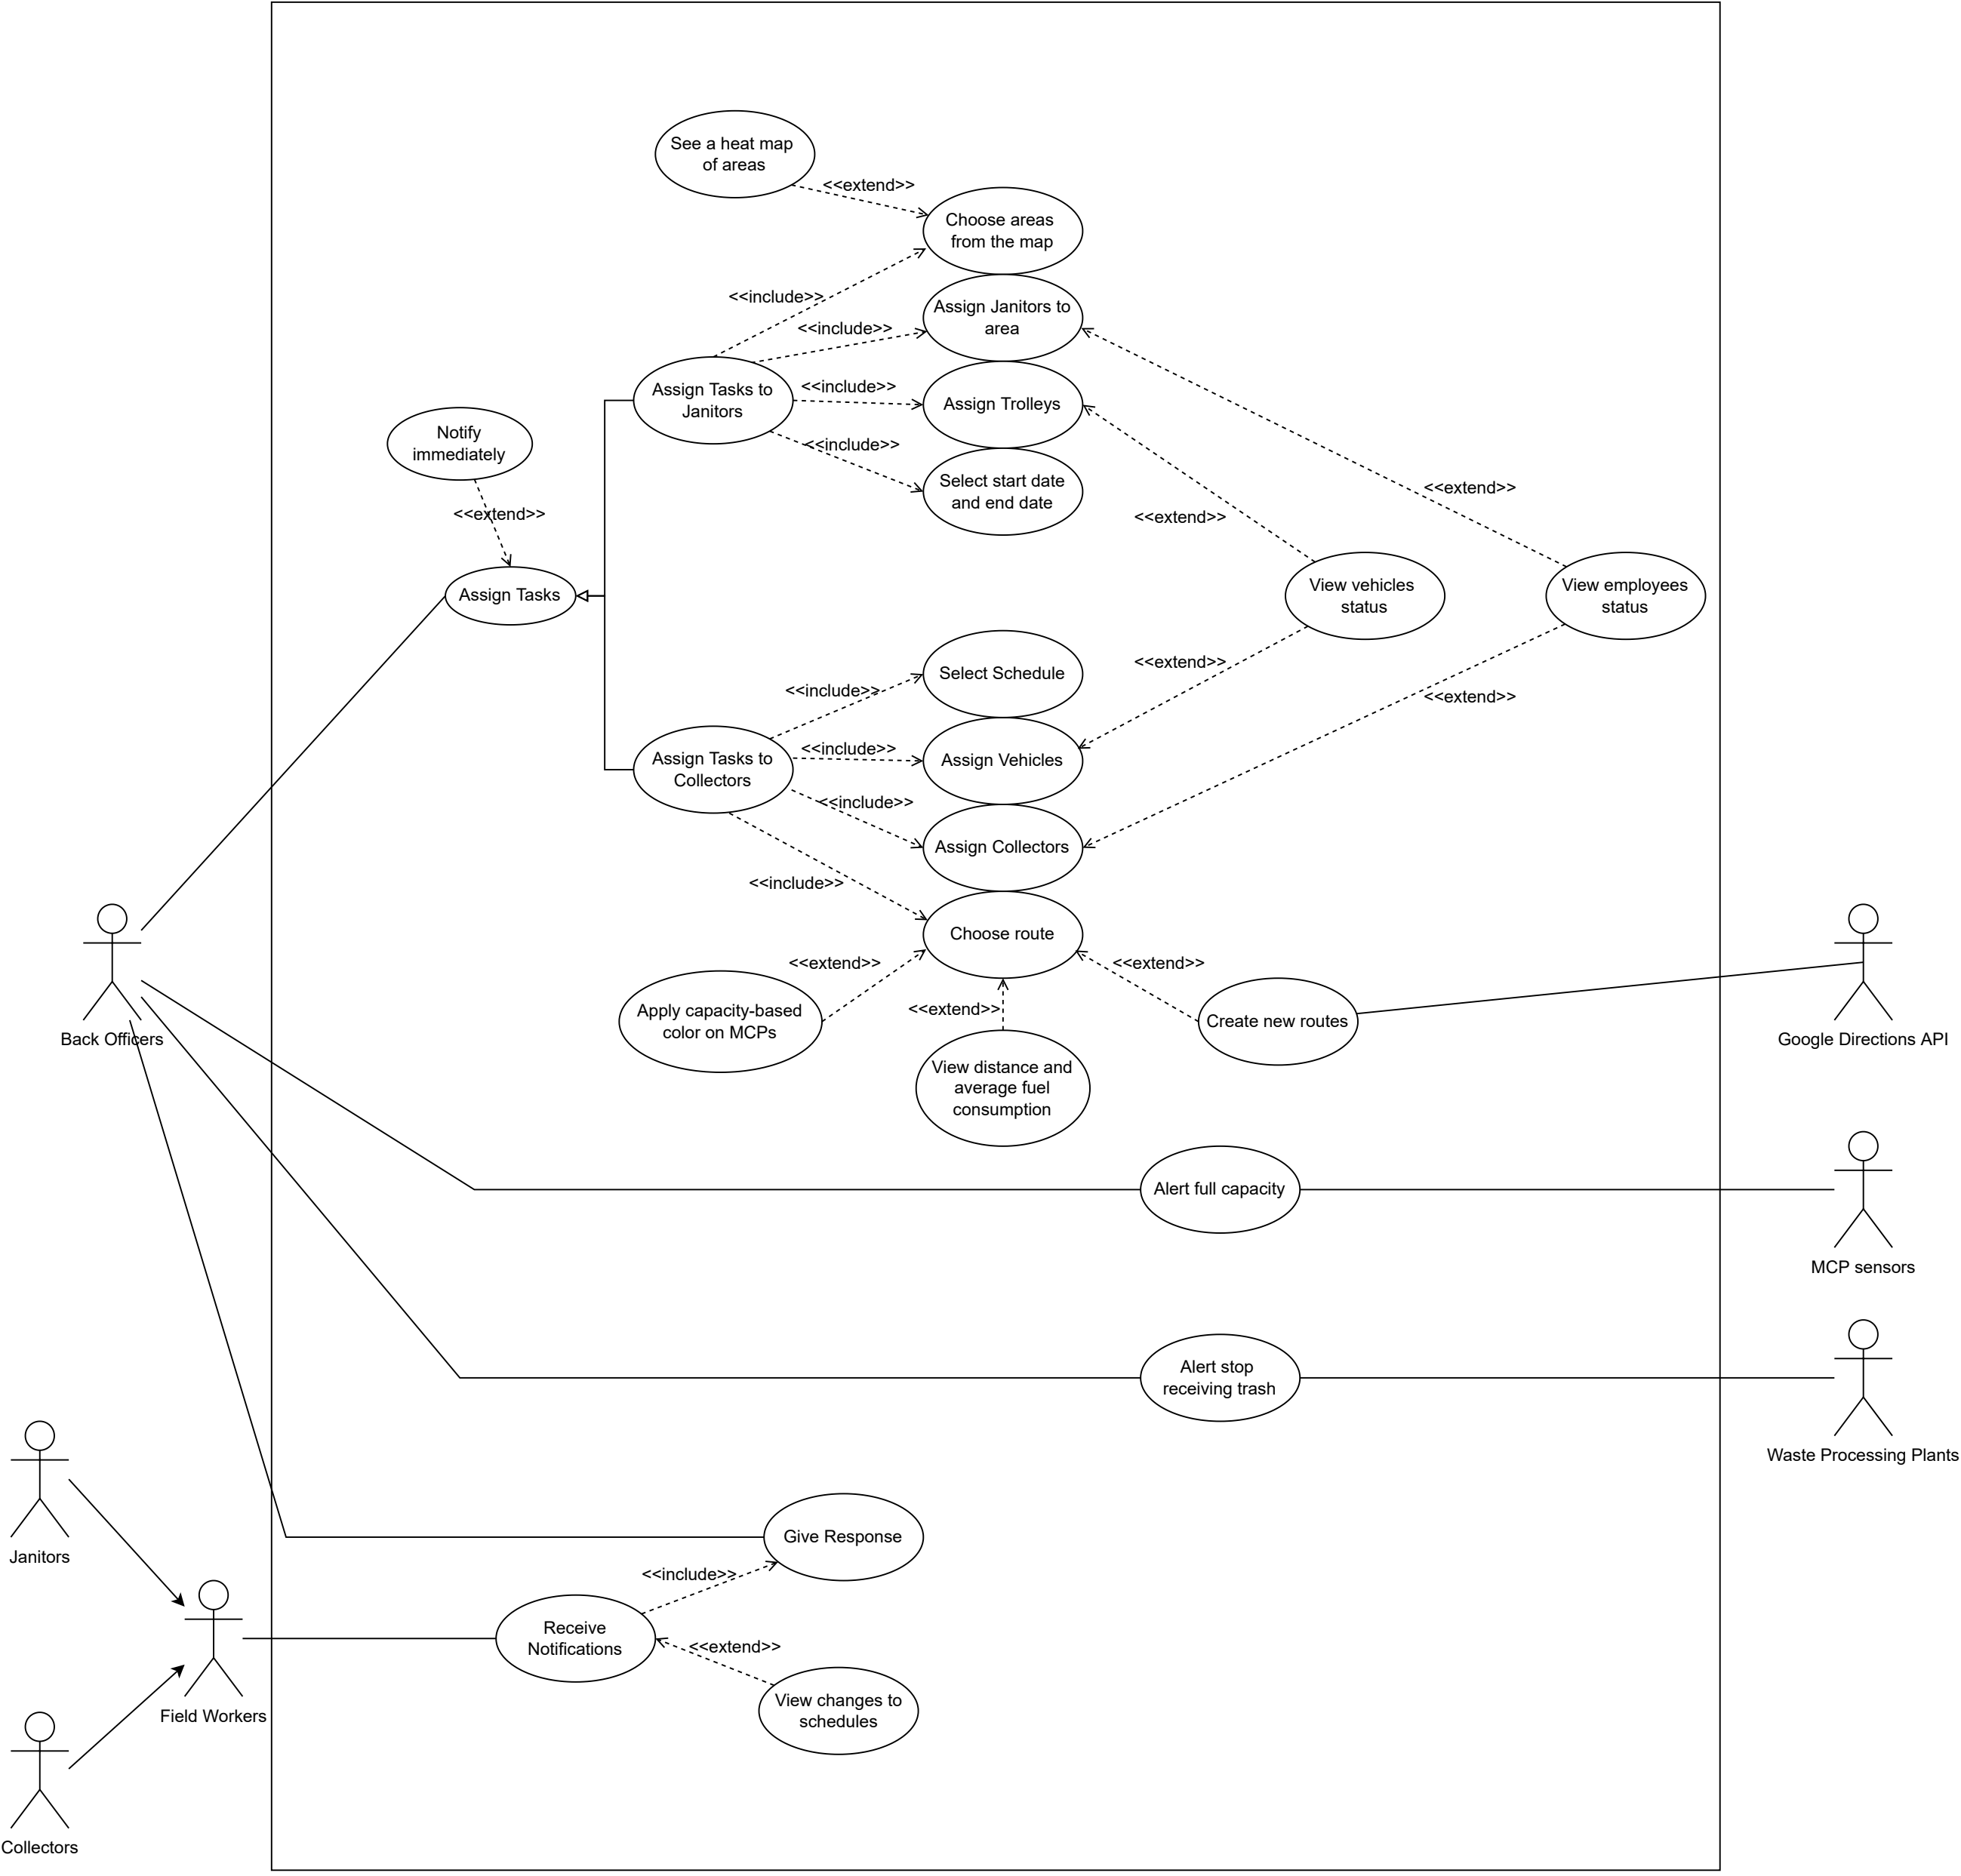 See a heat map
of areas
<<extend>>
Choose areas
from the map
<<include>>
Assign Janitors to
area
<<include>>
Assign Tasks to
Janitors
<<include>>
Assign Trolleys
<<include>>
Select start date
and end date
Notify
immediately
<<extend>>
Assign Tasks
<<extend>>
<<extend>>
View vehicles
status
View employees
status
<<extend>>
<<extend>>
Select Schedule
<<include>>
Assign Tasks to
Collectors
<<include>>
Assign Vehicles
<<include>>
Assign Collectors
<<include>>
Choose route
<<extend>>
<<extend>>
<<extend>>
Apply capacity-based
color on MCPs
View distance and
average fuel
consumption
Create new routes
Back Officers
Google Directions API
Alert full capacity
MCP sensors
Alert stop
receiving trash
Waste Processing Plants
Give Response
Janitors
<<include>>
Receive
Notifications
<<extend>>
View changes to
schedules
Field Workers
Collectors